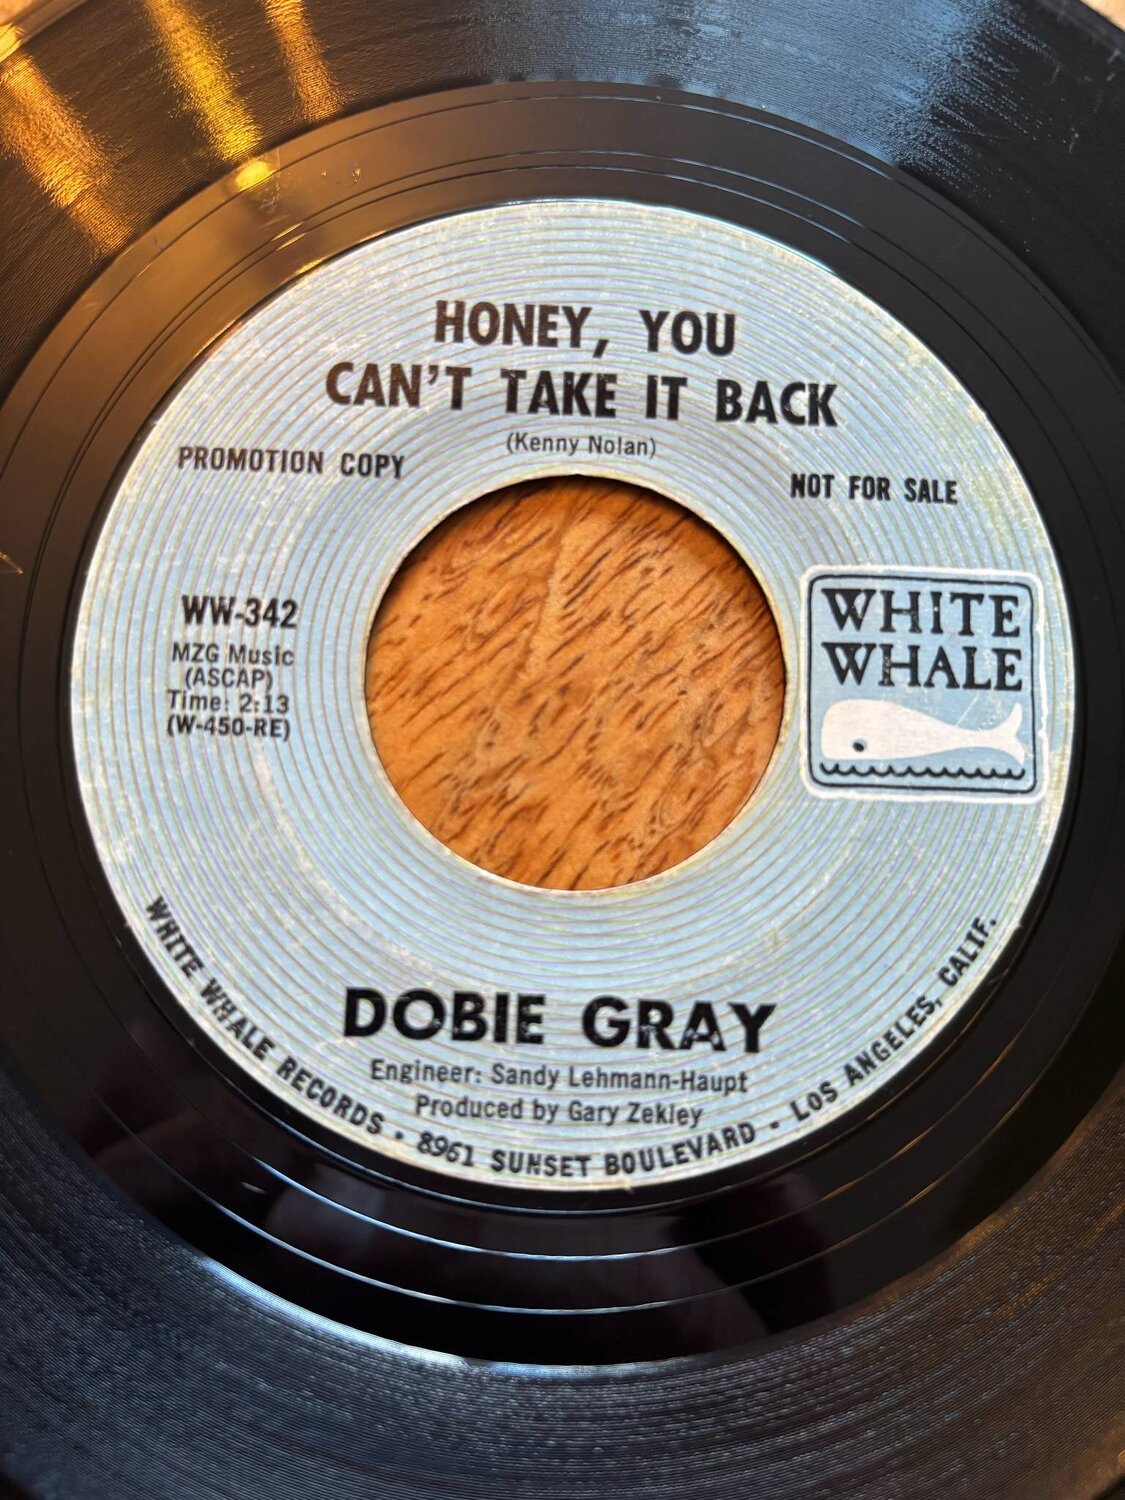 HONEY, YOU
CAN'T TAKE IT BACK
(Kenny Nolan)
PROMOTION COPY
NOT FOR SALE
WW-342
MZG Music
(ASCAP)
Time: 2:13
(W-450-RE)
WHITE
WHALE
DOBIE GRAY
Engineer: Sandy Lehmann-Haupt
Produced by Gary Zekley
WHITE WHALE RECORDS • 8961 SUNSET BOULEVARD • LOS ANGELES, CALIF.